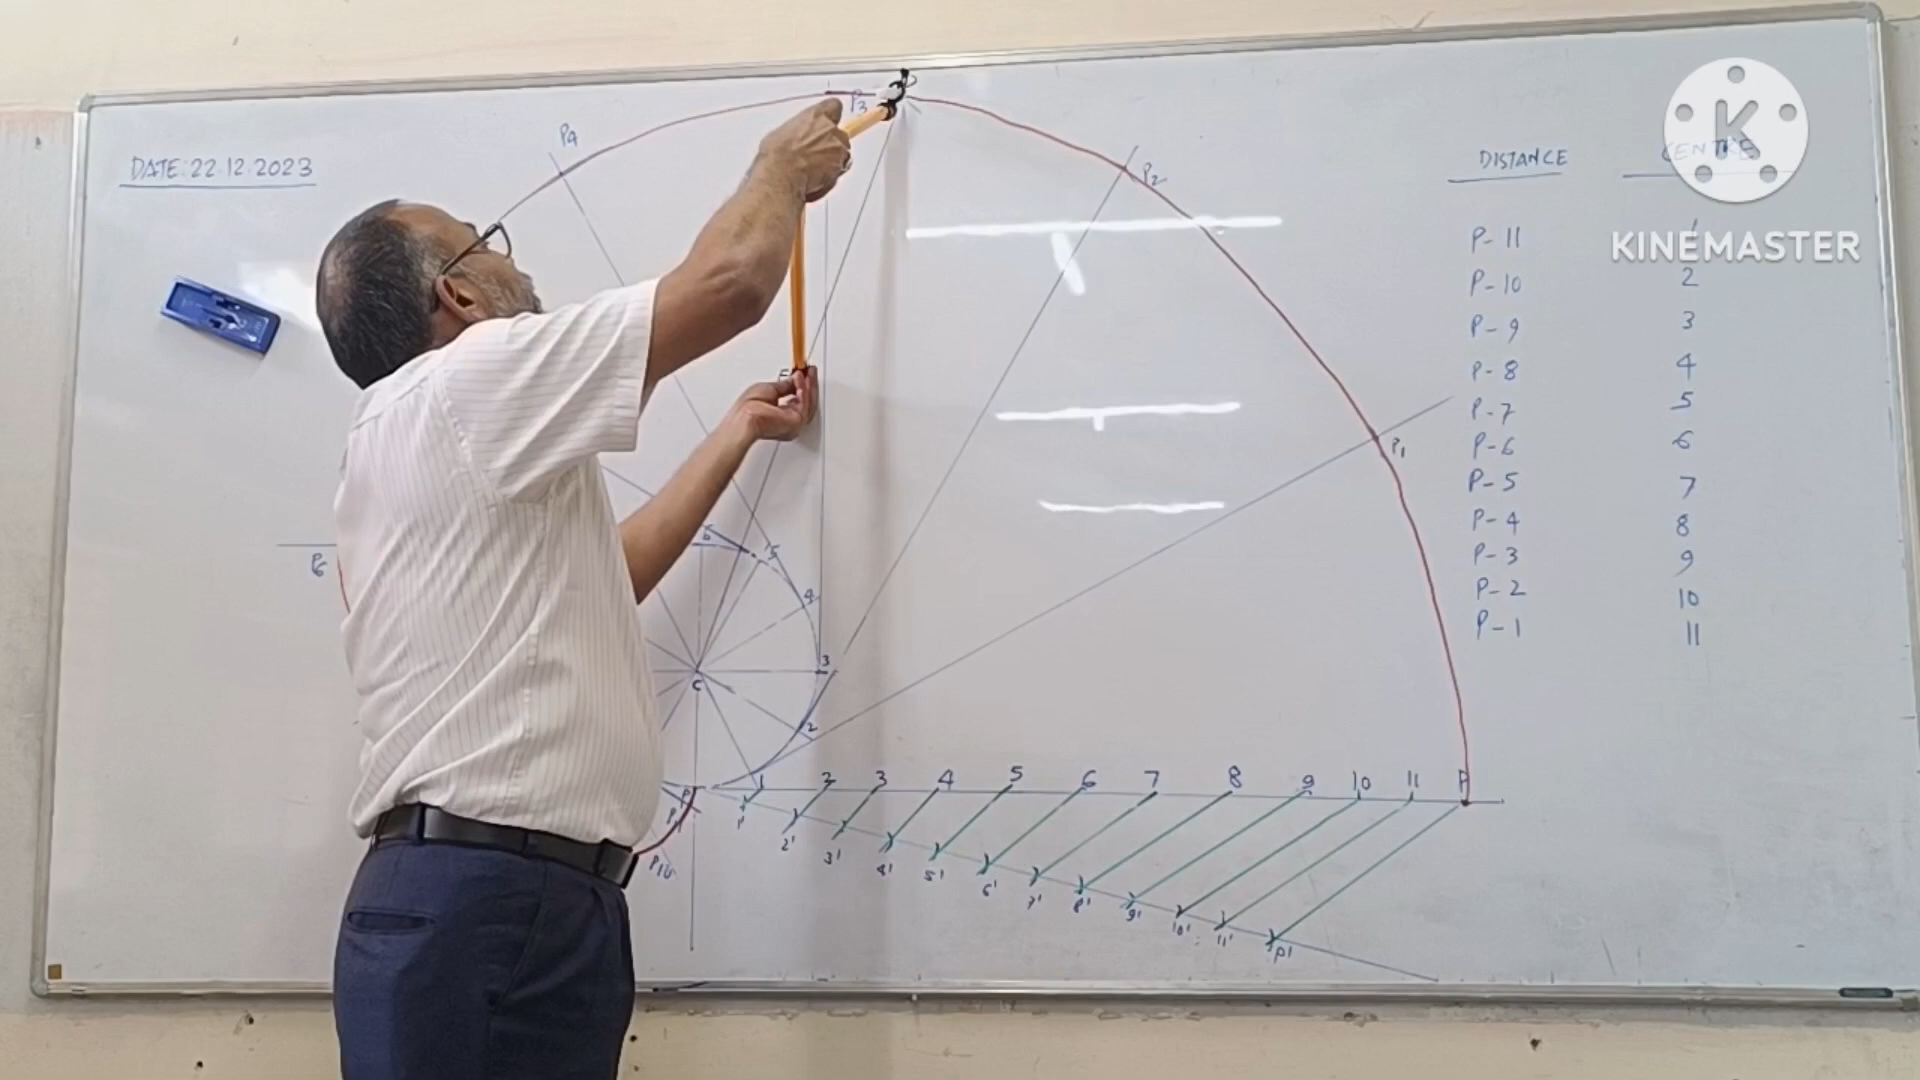 DATE: 22.12.2023
DISTANCE
P-11 1
P-10 2
P-9 3
P-8 4
P-7 5
P-6 6
P-5 7
P-4 8
P-3 9
P-2 10
P-1 11
KINEMASTER
P4
P3
P2
P1
P6
5
4
3
C
2
1 2 3 4 5 6 7 8 9 10 11 P
P
1' 2' 3' 4' 5' 6' 7' 8' 9' 10' 11' P'